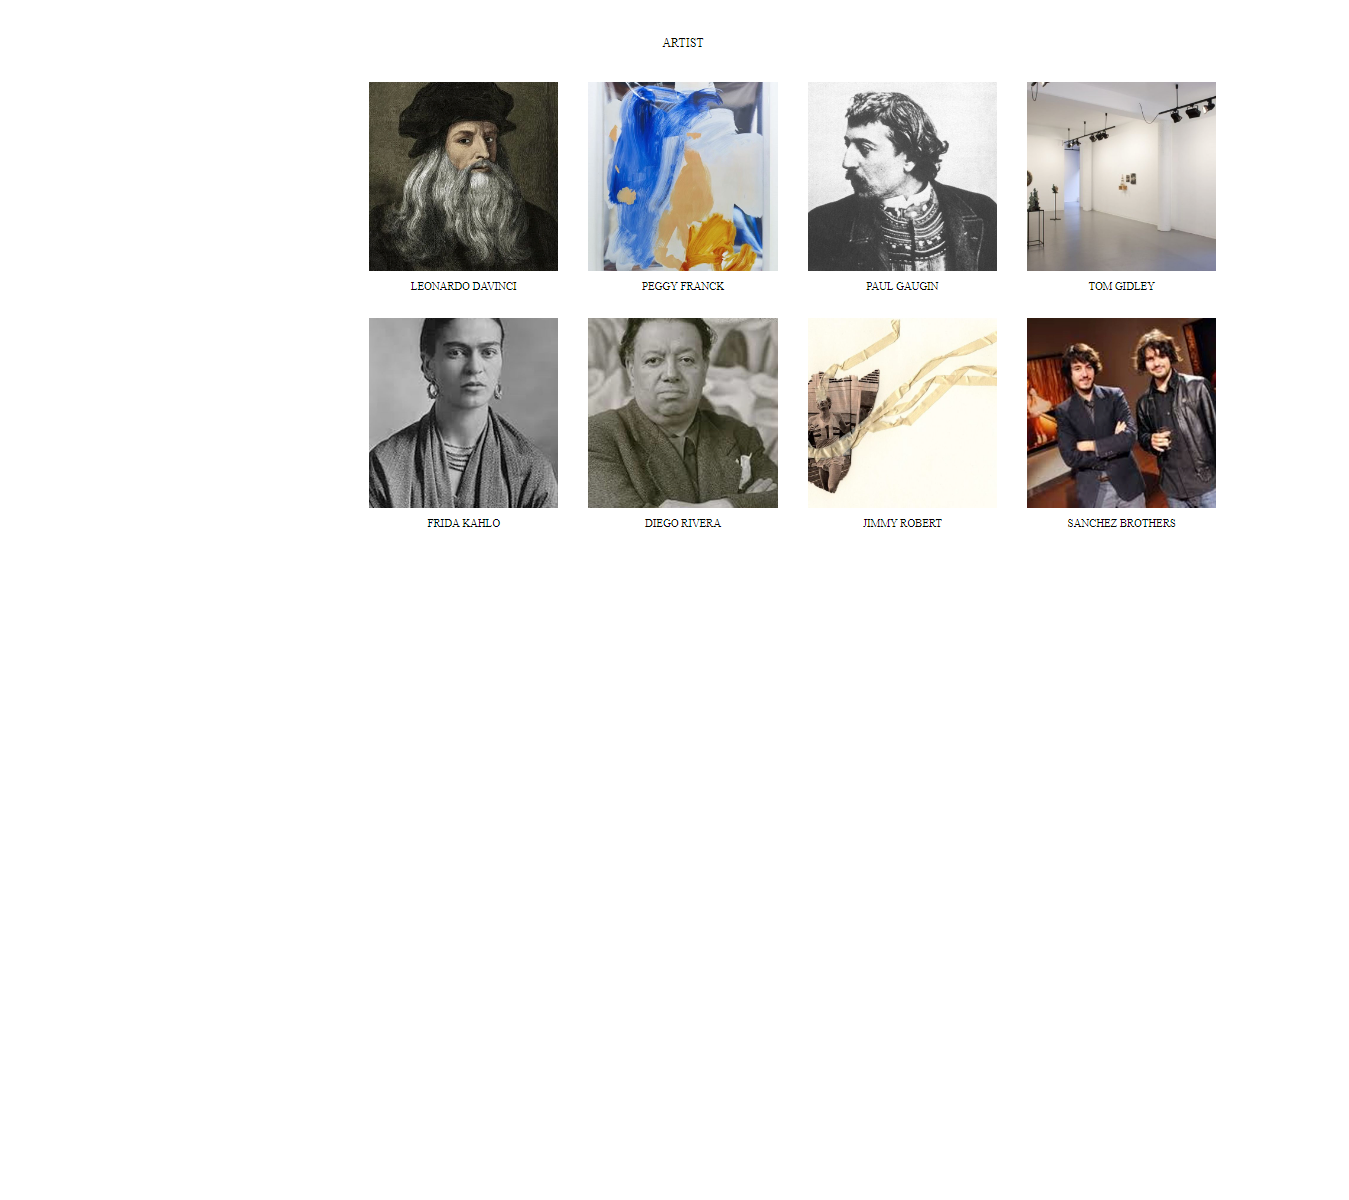 ARTIST
LEONARDO DAVINCI
PEGGY FRANCK
PAUL GAUGIN
TOM GIDLEY
FRIDA KAHLO
DIEGO RIVERA
JIMMY ROBERT
SANCHEZ BROTHERS